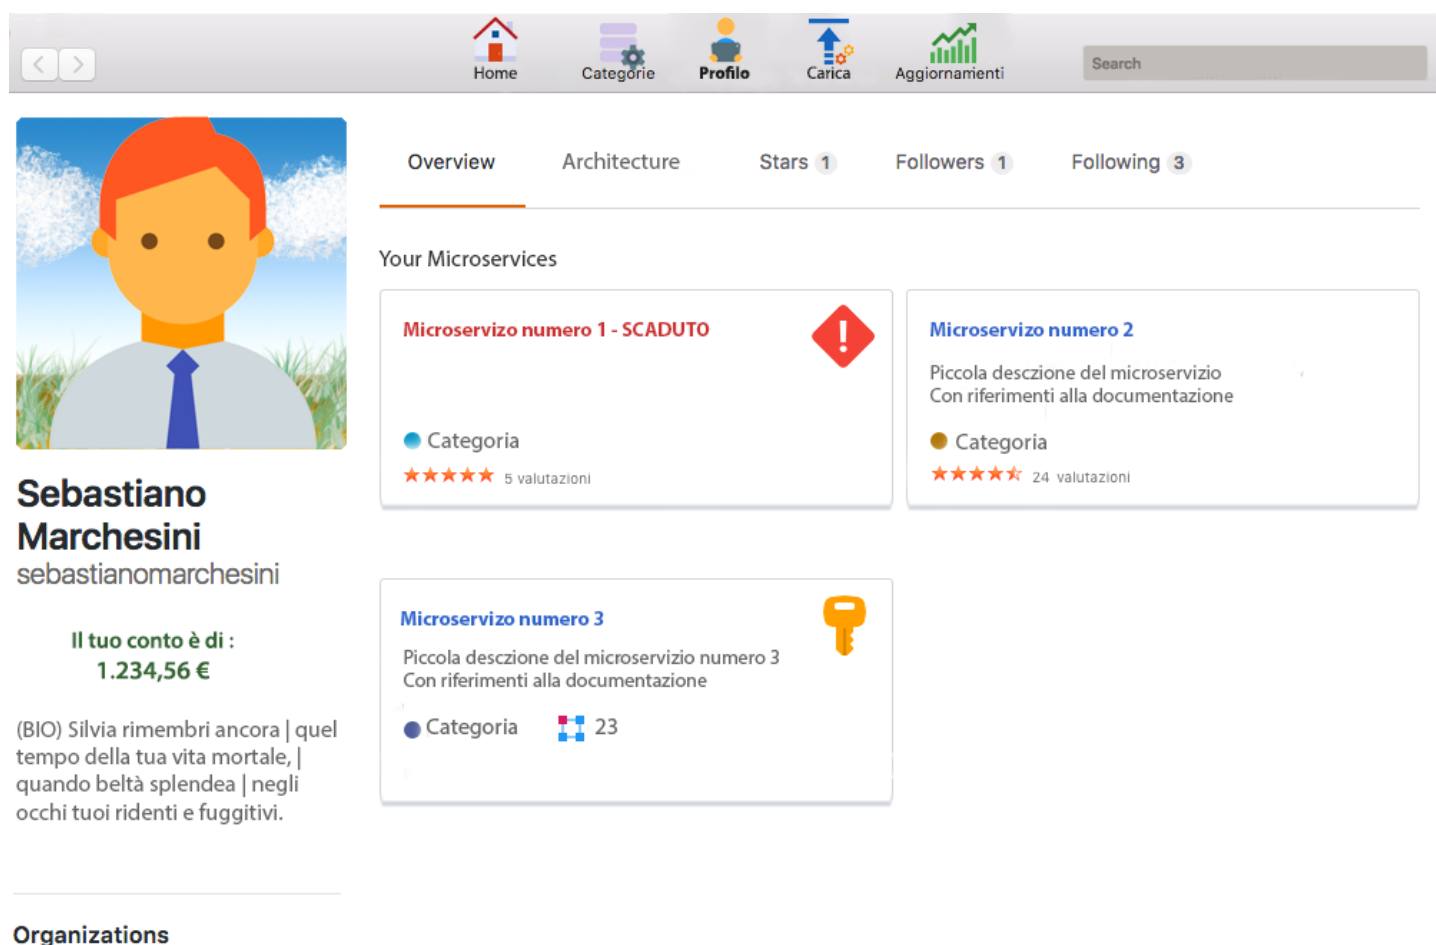 Home
Categorie
Profilo
Carica
Aggiornamenti
Search
Overview
Architecture
Stars 1
Followers 1
Following 3
Your Microservices
Microservizo numero 1 - SCADUTO
Categoria
5 valutazioni
Microservizo numero 2
Piccola desczione del microservizio
Con riferimenti alla documentazione
Categoria
24 valutazioni
Microservizo numero 3
Piccola desczione del microservizio numero 3
Con riferimenti alla documentazione
Categoria
23
Sebastiano
Marchesini
sebastianomarchesini
Il tuo conto è di :
1.234,56 €
(BIO) Silvia rimembri ancora | quel
tempo della tua vita mortale, |
quando beltà splendea | negli
occhi tuoi ridenti e fuggitivi.
Organizations